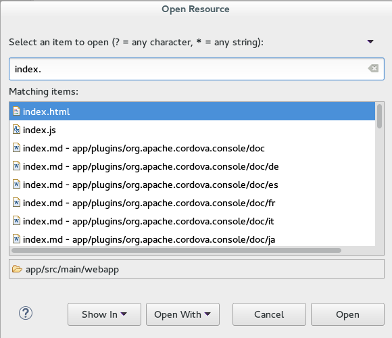 Open Resource
Select an item to open (? = any character, * = any string):
index.
Matching items:
index.html
index.js
index.md - app/plugins/org.apache.cordova.console/doc
index.md - app/plugins/org.apache.cordova.console/doc/de
index.md - app/plugins/org.apache.cordova.console/doc/es
index.md - app/plugins/org.apache.cordova.console/doc/fr
index.md - app/plugins/org.apache.cordova.console/doc/it
index.md - app/plugins/org.apache.cordova.console/doc/ja
app/src/main/webapp
? Show In Open With Cancel Open